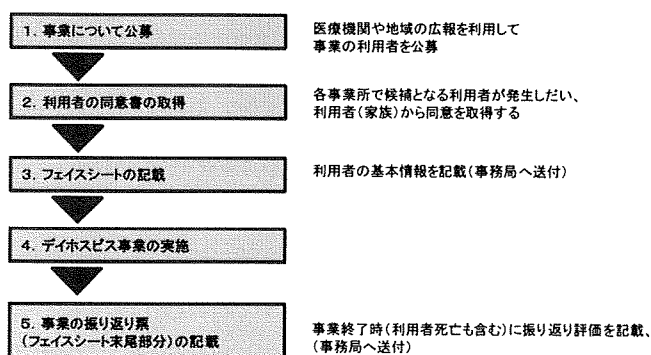 1. 事業について公募
医療機関や地域の広報を利用して
事業の利用者を公募
2. 利用者の同意書の取得
各事業所で候補となる利用者が発生しだい、
利用者(家族)から同意を取得する
3. フェイスシートの記載
利用者の基本情報を記載(事務局へ送付)
4. デイホスピス事業の実施
5. 事業の振り返り票
(フェイスシート末尾部分)の記載
事業終了時(利用者死亡も含む)に振り返り評価を記載、
(事務局へ送付)